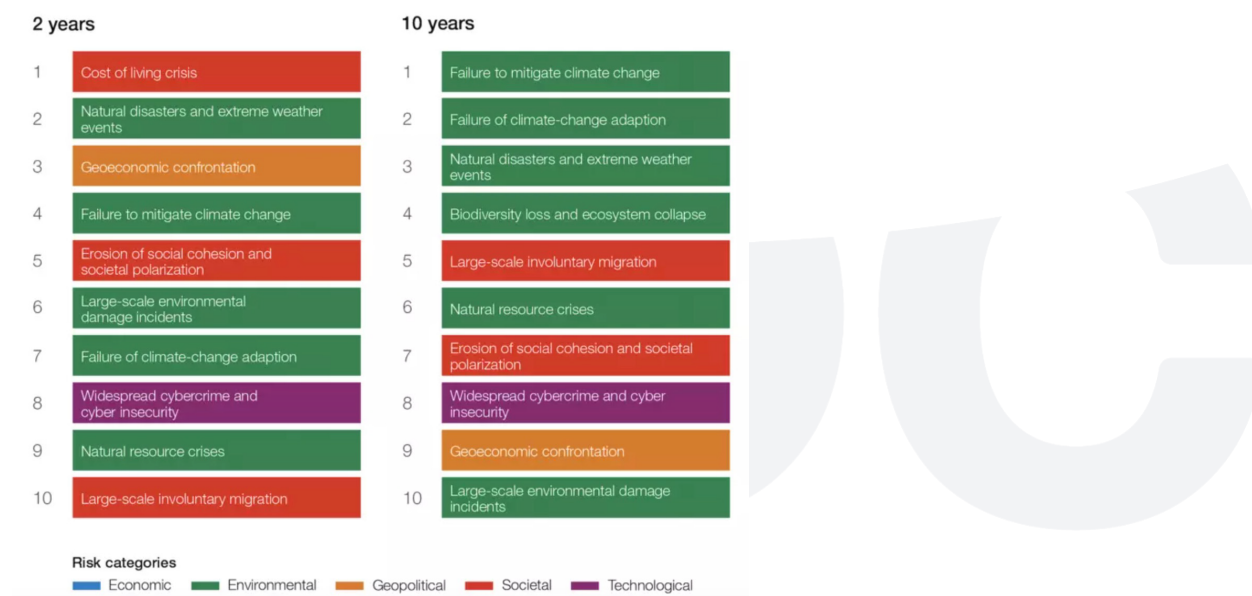 2 years
1
Cost of living crisis
2
Natural disasters and extreme weather
events
3
Geoeconomic confrontation
4
Failure to mitigate climate change
5
Erosion of social cohesion and
societal polarization
6
Large-scale environmental
damage incidents
7
Failure of climate-change adaption
8
Widespread cybercrime and
cyber insecurity
9
Natural resource crises
10
Large-scale involuntary migration
10 years
1
Failure to mitigate climate change
2
Failure of climate-change adaption
3
Natural disasters and extreme weather
events
4
Biodiversity loss and ecosystem collapse
5
Large-scale involuntary migration
6
Natural resource crises
7
Erosion of social cohesion and societal
polarization
8
Widespread cybercrime and cyber
insecurity
9
Geoeconomic confrontation
10
Large-scale environmental damage
incidents
Risk categories
Economic Environmental Geopolitical Societal Technological